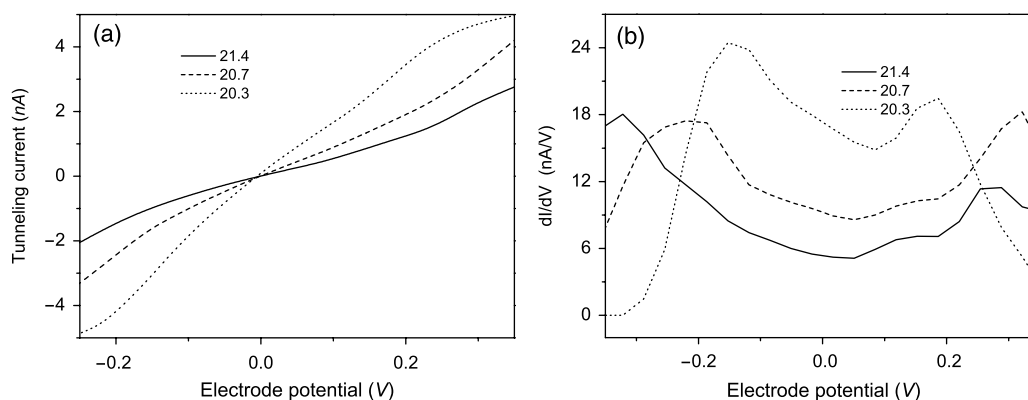 (a)
21.4
20.7
20.3
4
2
0
−2
−4
Tunneling current (nA)
−0.2 0.0 0.2
Electrode potential (V)
(b)
21.4
20.7
20.3
24
18
12
6
0
dI/dV (nA/V)
−0.2 0.0 0.2
Electrode potential (V)